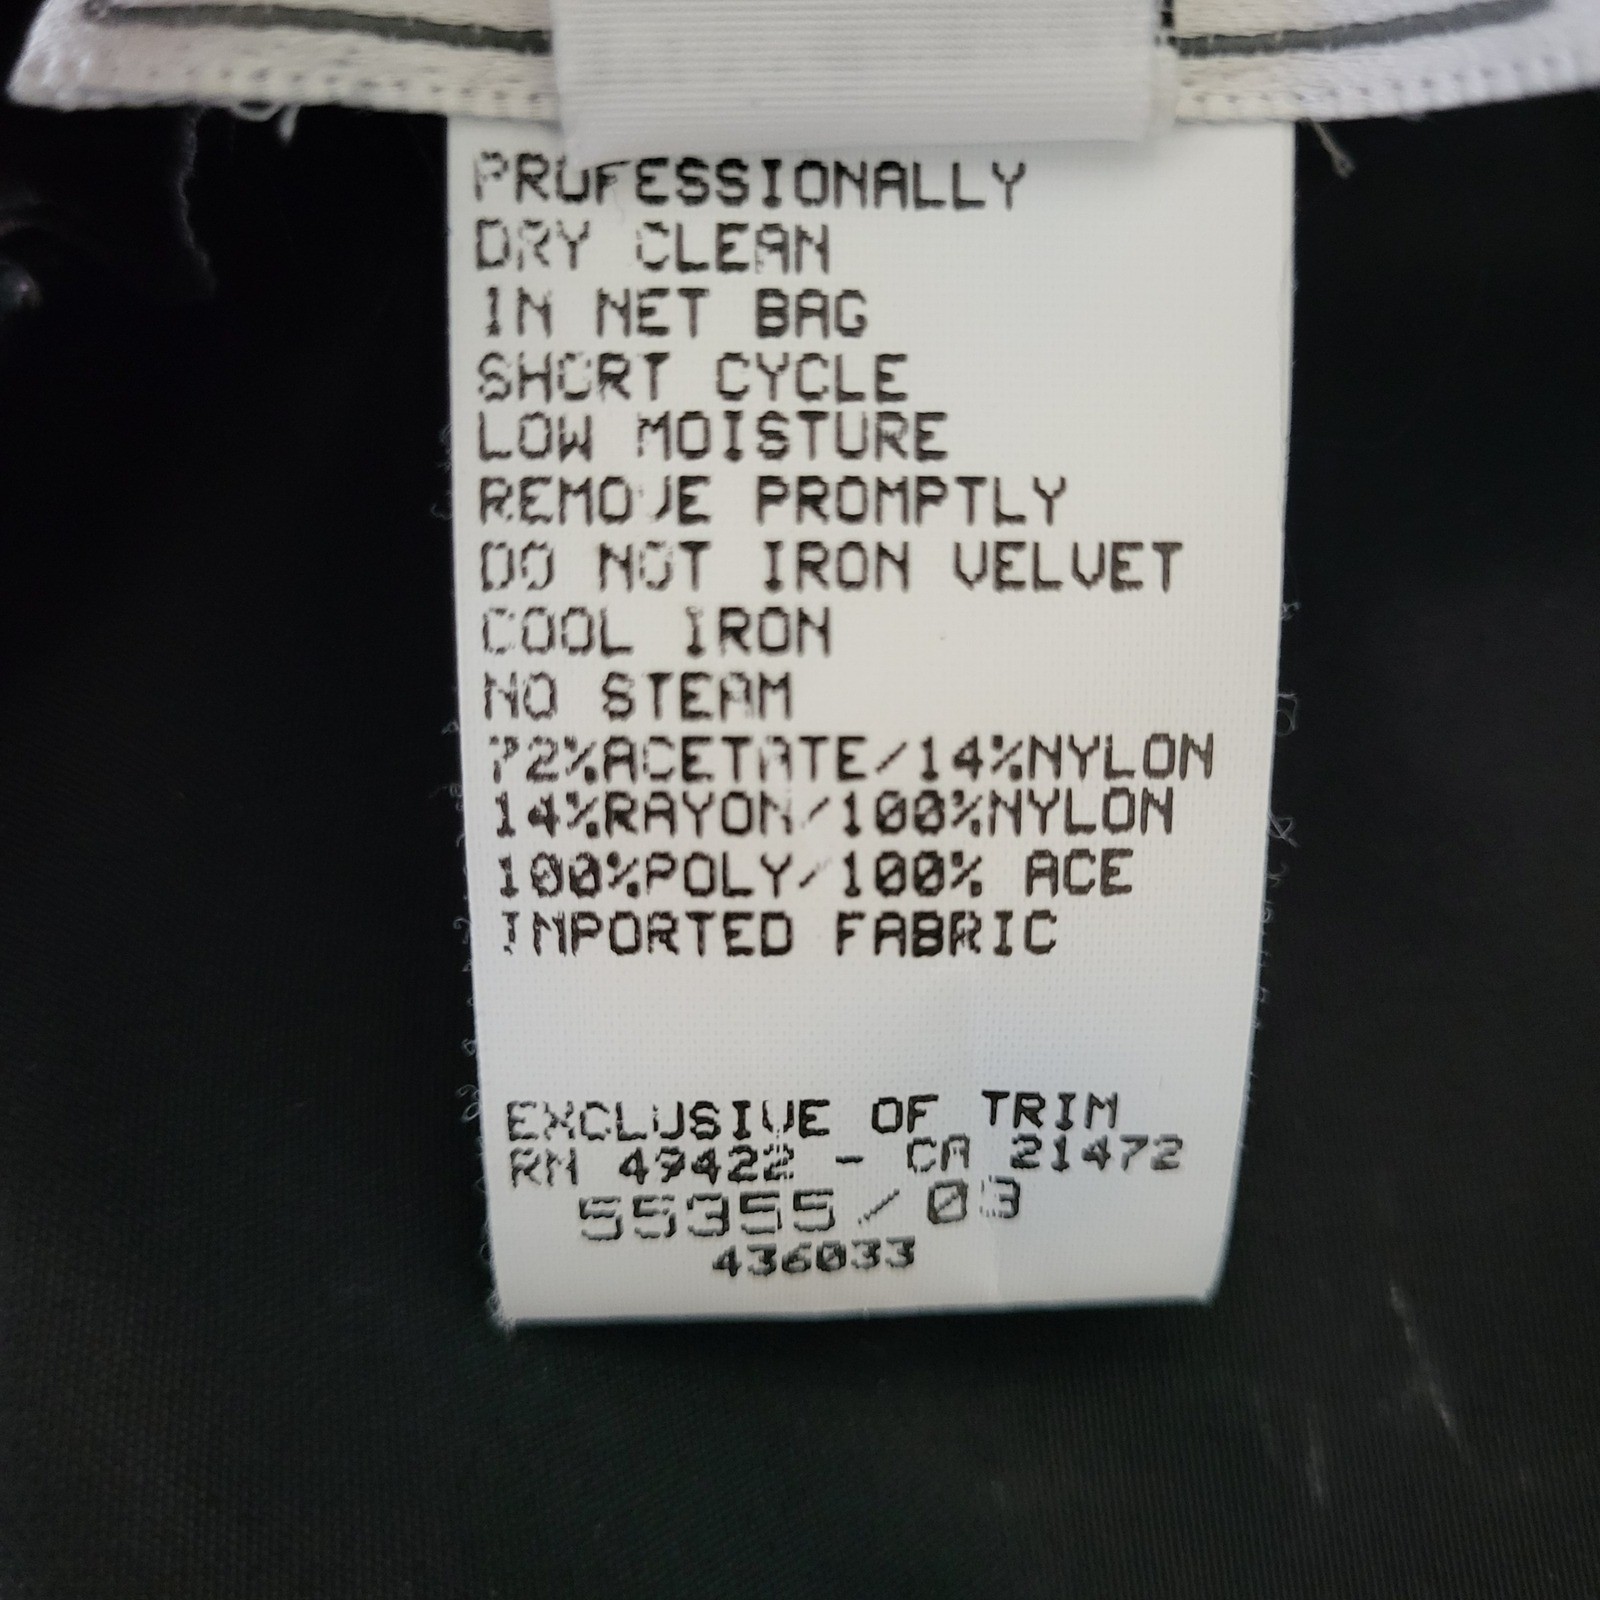 PROFESSIONALLY
DRY CLEAN
IN NET BAG
SHORT CYCLE
LOW MOISTURE
REMOVE PROMPTLY
DO NOT IRON VELVET
COOL IRON
NO STEAM
72%ACETATE/14%NYLON
14%RAYON/100%NYLON
100%POLY/100% ACE
IMPORTED FABRIC
EXCLUSIVE OF TRIM
RN 49422 - CA 21472
55355/03
436033